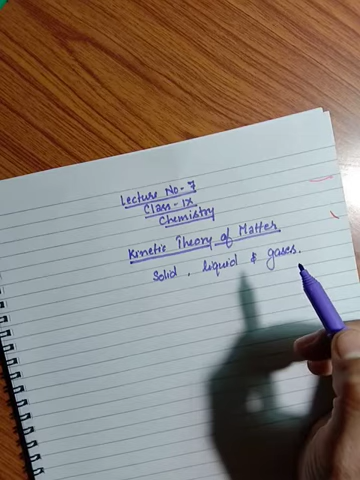 Lecture No-7
Class-IX
Chemistry
Kinetic Theory of Matter
Solid, liquid & gases.